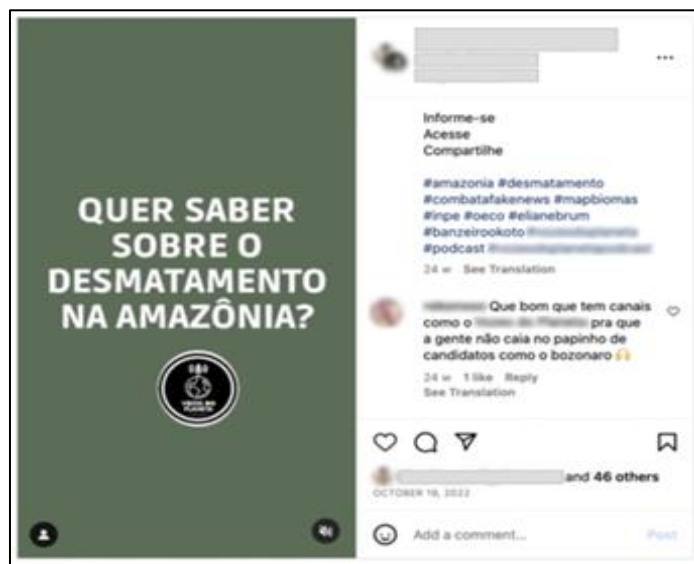 QUER SABER
SOBRE O
DESMATAMENTO
NA AMAZÔNIA?
Informe-se
Acesse
Compartilhe
#amazonia #desmatamento
#combatafakenews #mapbiomas
#inpe #oeco #elianebrum
#banzeirookoto
#podcast
24 w See Translation
Que bom que tem canais
como o pra que
a gente não caia no papinho de
candidatos como o bozonaro
24 w 1 like Reply
See Translation
and 46 others
OCTOBER 19, 2022
Add a comment...
Post